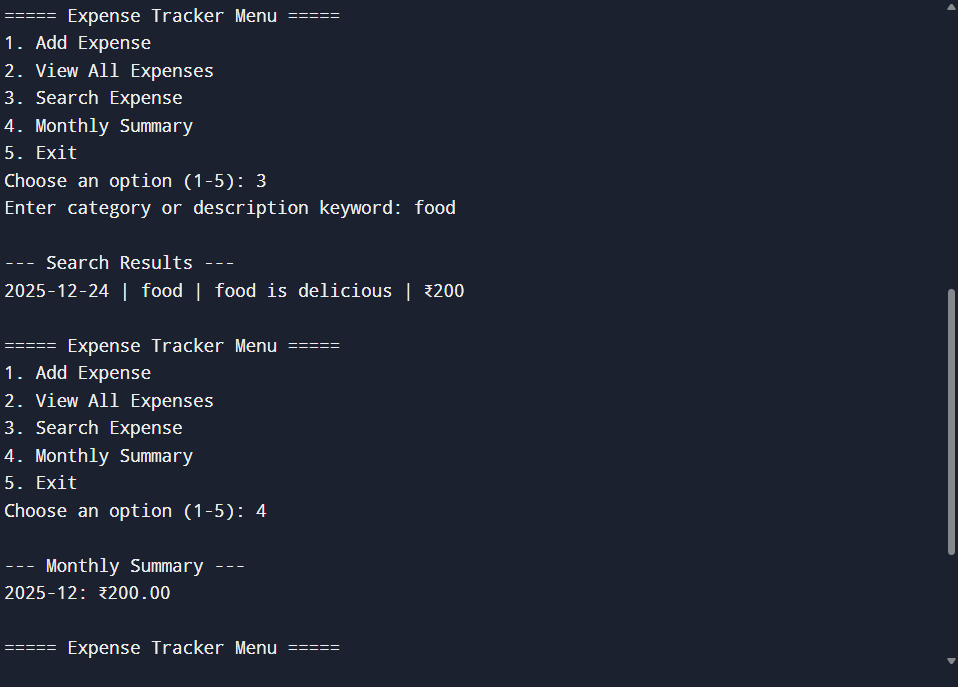 ===== Expense Tracker Menu =====
1. Add Expense
2. View All Expenses
3. Search Expense
4. Monthly Summary
5. Exit
Choose an option (1-5): 3
Enter category or description keyword: food
--- Search Results ---
2025-12-24 | food | food is delicious | ₹200
===== Expense Tracker Menu =====
1. Add Expense
2. View All Expenses
3. Search Expense
4. Monthly Summary
5. Exit
Choose an option (1-5): 4
--- Monthly Summary ---
2025-12: ₹200.00
===== Expense Tracker Menu =====